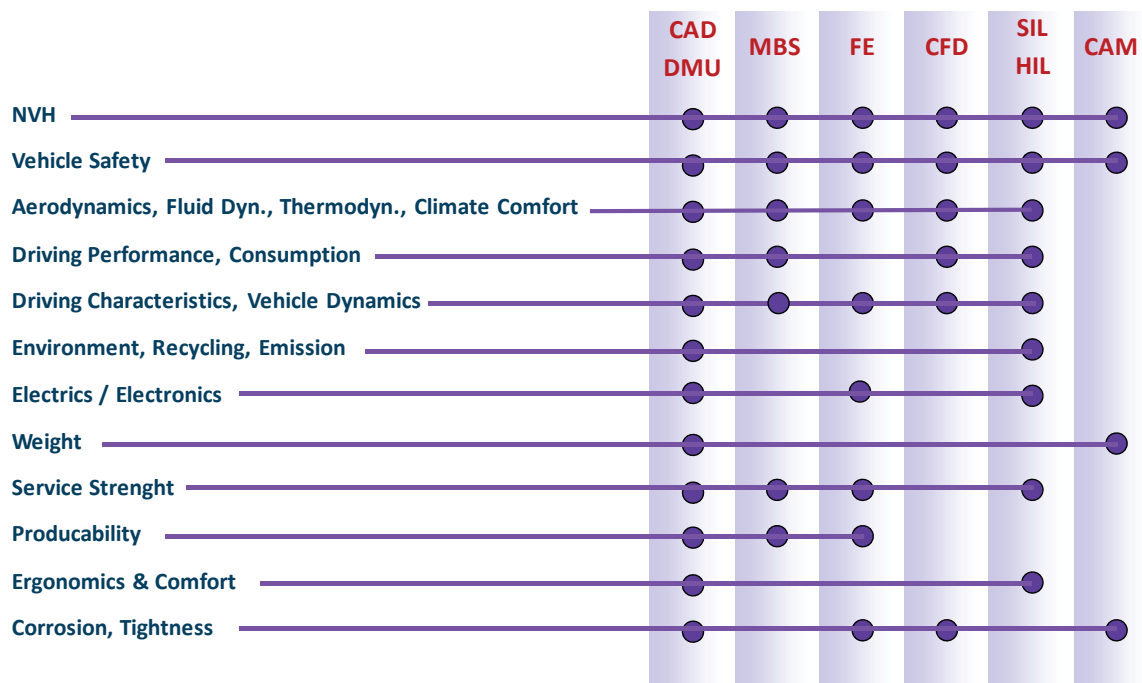 CAD
DMU
MBS
FE
CFD
SIL
HIL
CAM
NVH
Vehicle Safety
Aerodynamics, Fluid Dyn., Thermodyn., Climate Comfort
Driving Performance, Consumption
Driving Characteristics, Vehicle Dynamics
Environment, Recycling, Emission
Electrics / Electronics
Weight
Service Strenght
Producability
Ergonomics & Comfort
Corrosion, Tightness